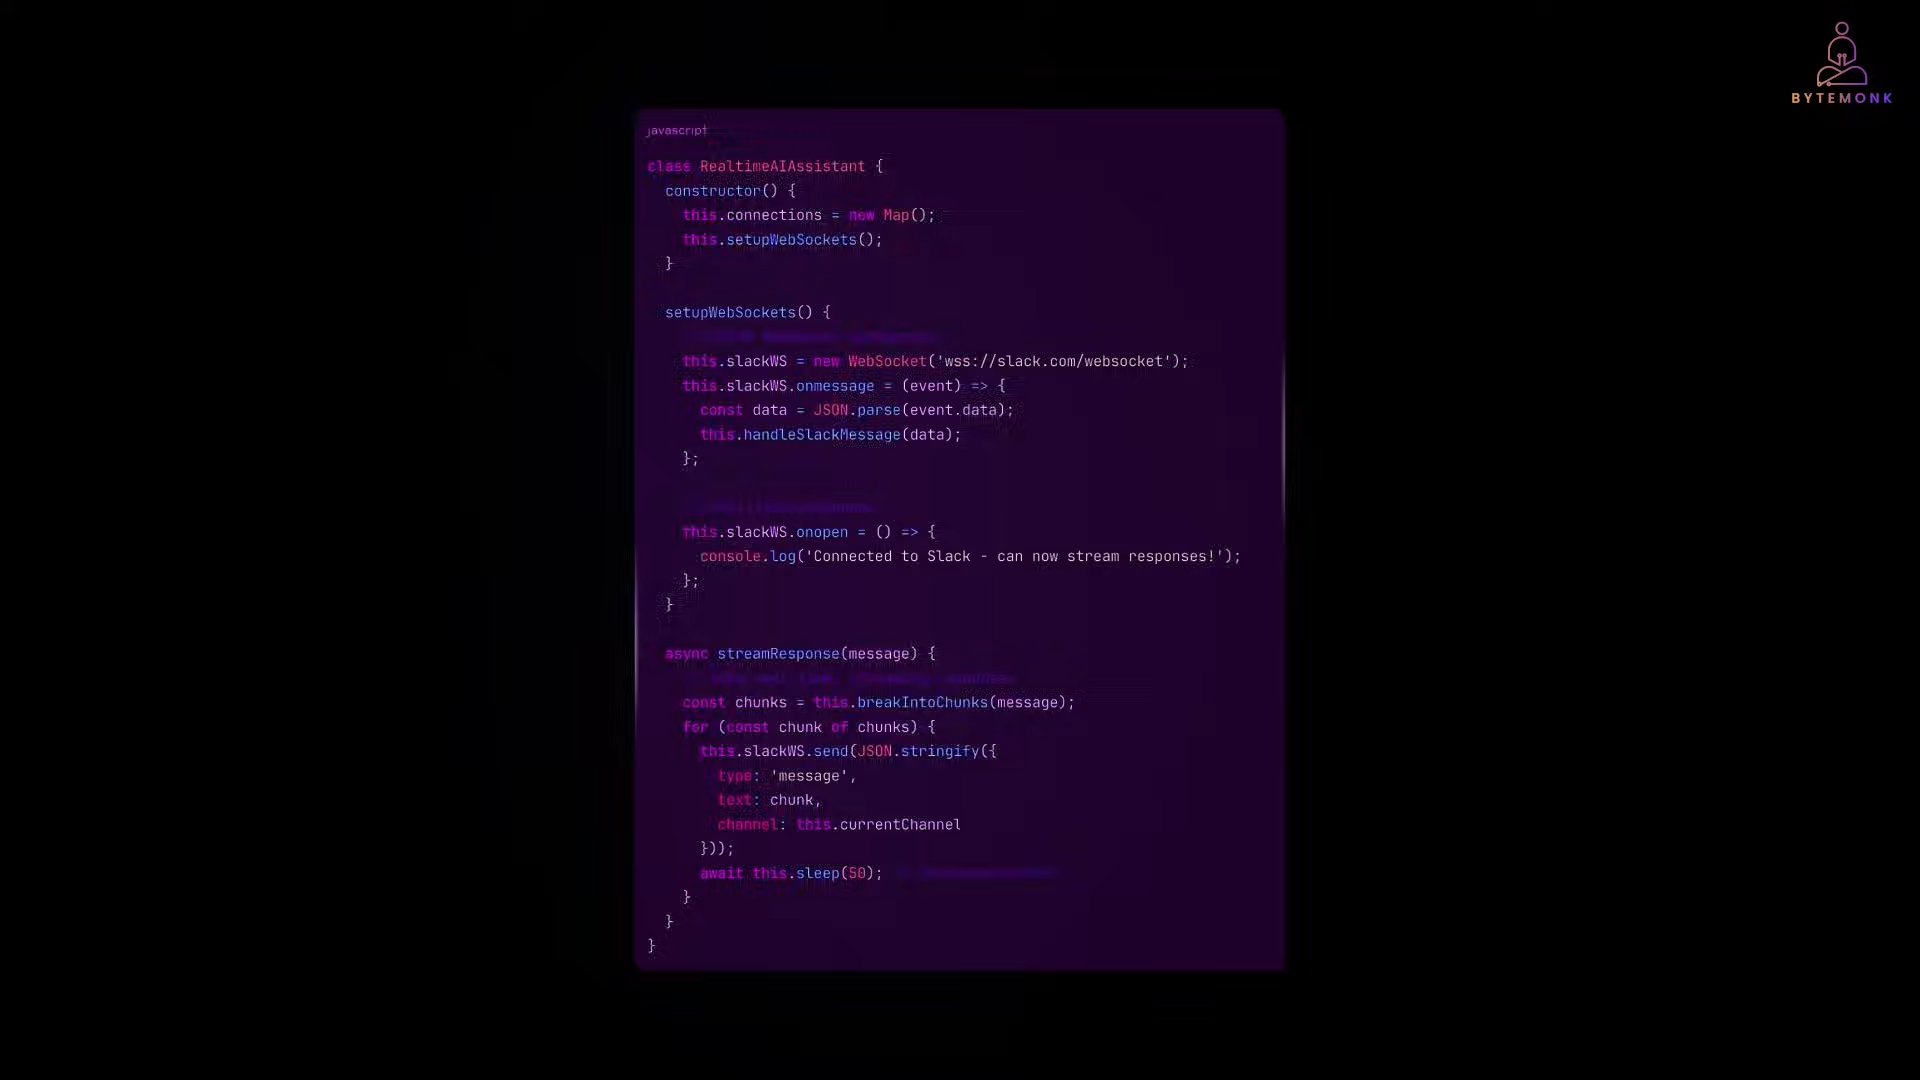 BYTEMONK
javascript
class RealtimeAIAssistant {
  constructor() {
    this.connections = new Map();
    this.setupWebSockets();
  }
  setupWebSockets() {
    this.slackWS = new WebSocket('wss://slack.com/websocket');
    this.slackWS.onmessage = (event) => {
      const data = JSON.parse(event.data);
      this.handleSlackMessage(data);
    };
    this.slackWS.onopen = () => {
      console.log('Connected to Slack - can now stream responses!');
    };
  }
  async streamResponse(message) {
    const chunks = this.breakIntoChunks(message);
    for (const chunk of chunks) {
      this.slackWS.send(JSON.stringify({
        type: 'message',
        text: chunk,
        channel: this.currentChannel
      }));
      await this.sleep(50);
    }
  }
}